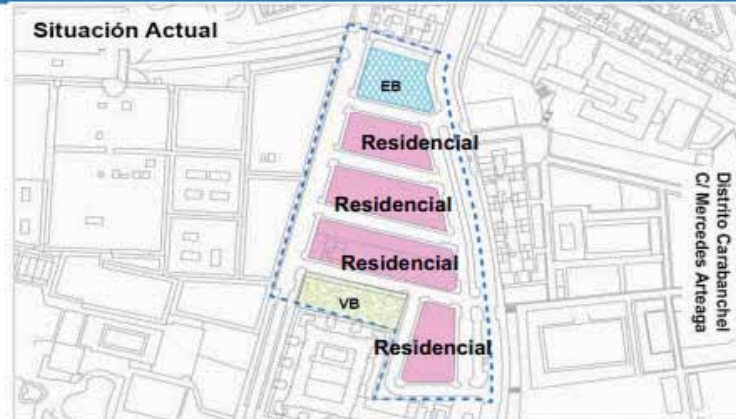 Situación Actual
EB
Residencial
Residencial
Residencial
VB
Residencial
Distrito Carabanchel
C/ Mercedes Arteaga